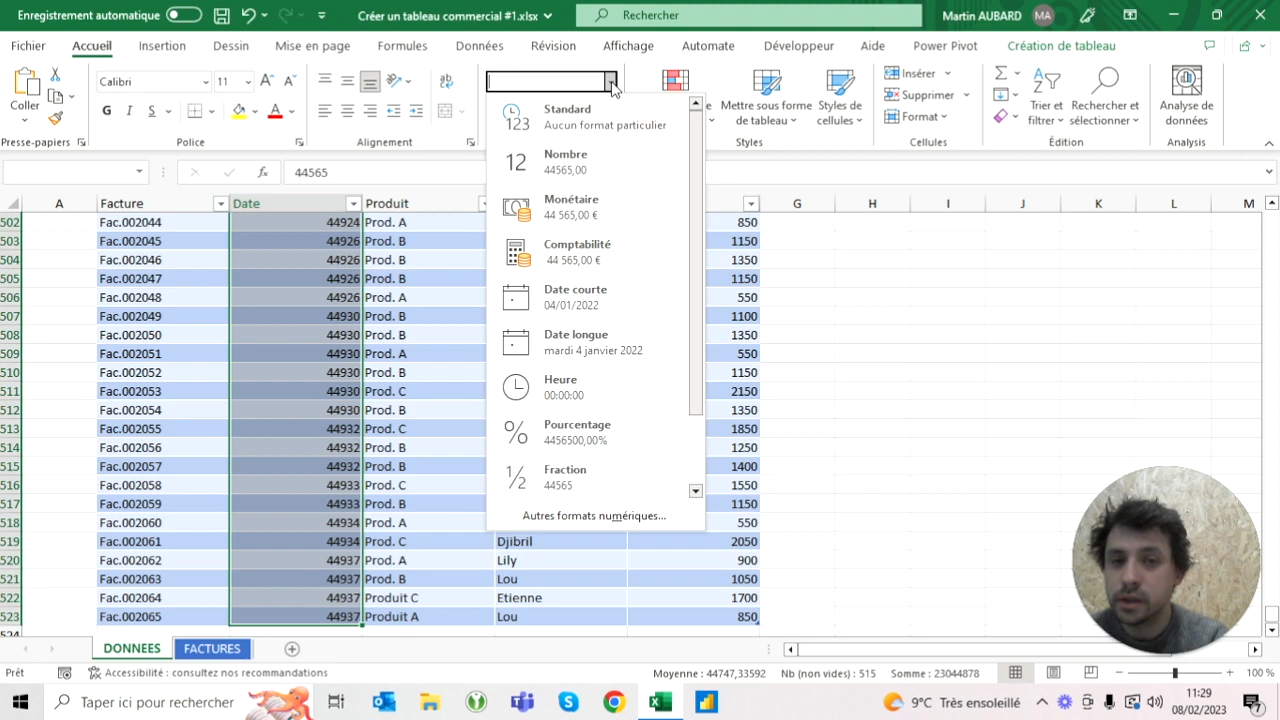 Enregistrement automatique
Créer un tableau commercial #1.xlsx
Rechercher
Martin AUBARD
MA
Fichier Accueil Insertion Dessin Mise en page Formules Données Révision Affichage Automate Développeur Aide Power Pivot Création de tableau
Coller
Calibri 11
G I S
Insérer
Supprimer
Format
Mettre sous forme de tableau
Styles de cellules
Trier et filtrer
Rechercher et sélectionner
Analyse de données
Presse-papiers Police Alignement Styles Cellules Édition Analysis
44565
Standard
Aucun format particulier
Nombre
44565,00
Monétaire
44 565,00 €
Comptabilité
44 565,00 €
Date courte
04/01/2022
Date longue
mardi 4 janvier 2022
Heure
00:00:00
Pourcentage
4456500,00%
Fraction
44565
Autres formats numériques...
A Facture Date Produit G H I J K L M
502 Fac.002044 44924 Prod. A 850
503 Fac.002045 44926 Prod. B 1150
504 Fac.002046 44926 Prod. B 1350
505 Fac.002047 44926 Prod. B 1150
506 Fac.002048 44926 Prod. A 550
507 Fac.002049 44930 Prod. B 1100
508 Fac.002050 44930 Prod. B 1350
509 Fac.002051 44930 Prod. A 550
510 Fac.002052 44930 Prod. B 1150
511 Fac.002053 44930 Prod. C 2150
512 Fac.002054 44930 Prod. B 1350
513 Fac.002055 44932 Prod. C 1850
514 Fac.002056 44932 Prod. B 1250
515 Fac.002057 44932 Prod. B 1400
516 Fac.002058 44933 Prod. C 1550
517 Fac.002059 44933 Prod. B 1150
518 Fac.002060 44934 Prod. A 550
519 Fac.002061 44934 Prod. C Djibril 2050
520 Fac.002062 44937 Prod. A Lily 900
521 Fac.002063 44937 Prod. B Lou 1050
522 Fac.002064 44937 Produit C Etienne 1700
523 Fac.002065 44937 Produit A Lou 850
524
DONNEES FACTURES
Prêt
Accessibilité : consultez nos recommandations
Moyenne : 44747,33592 Nb (non vides) : 515 Somme : 23044878
100 %
Taper ici pour rechercher
9°C Très ensoleillé
11:29
08/02/2023
7